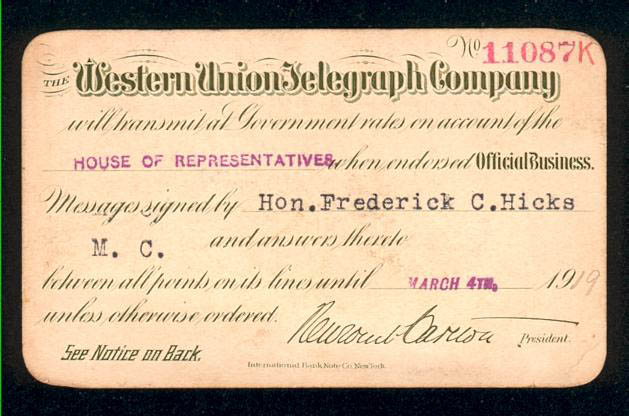 No 11087K
THE Western Union Telegraph Company
will transmit at Government rates on account of the
HOUSE OF REPRESENTATIVES, when endorsed Official Business.
Messages signed by Hon.Frederick C.Hicks
M. C. and answers thereto
between all points on its lines until MARCH 4TH, 1919
unless otherwise ordered.
Newcomb Carlton President.
See Notice on Back.
International Bank Note Co. New York.